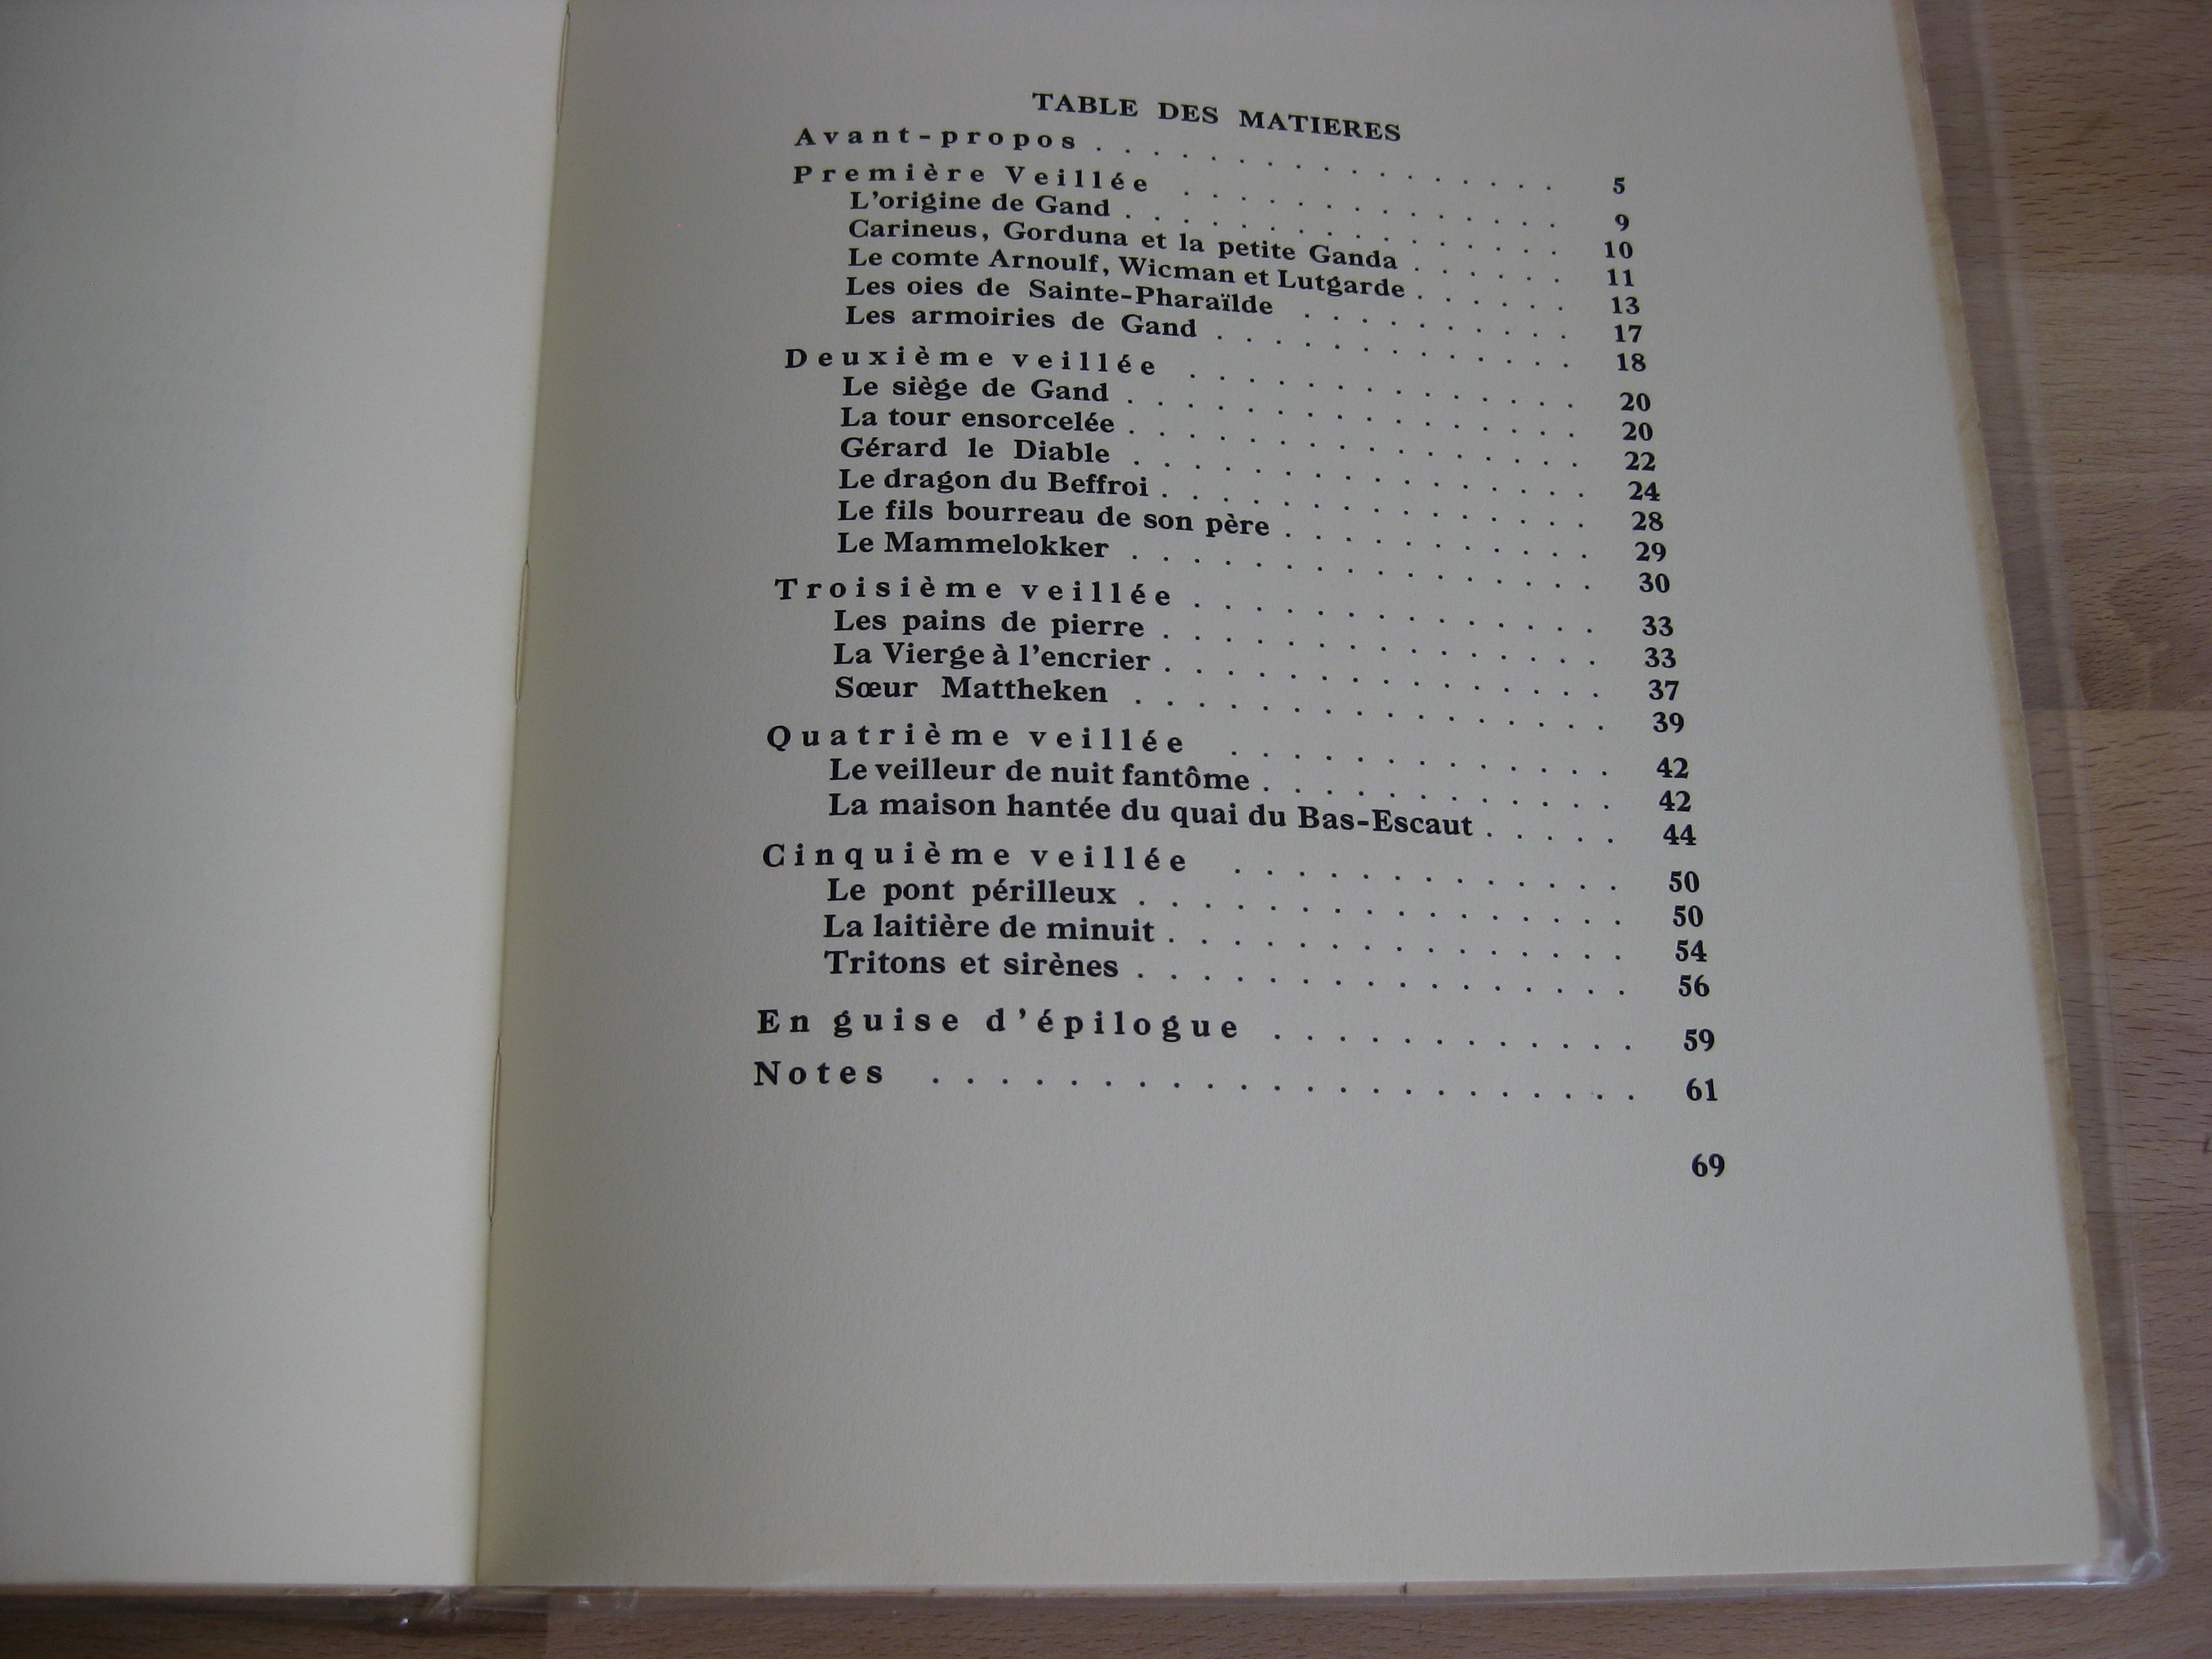 TABLE DES MATIERES
Avant-propos . . . . . . . . . . . . . . . . . 5
Première Veillée . . . . . . . . . . . . . . 9
L'origine de Gand . . . . . . . . . . . . . . . 10
Carineus, Gorduna et la petite Ganda . . . . . . 11
Le comte Arnoulf, Wicman et Lutgarde . . . . . . 13
Les oies de Sainte-Pharaïlde . . . . . . . . . . 17
Les armoiries de Gand . . . . . . . . . . . . . 18
Deuxième veillée . . . . . . . . . . . . . . 20
Le siège de Gand . . . . . . . . . . . . . . . . 20
La tour ensorcelée . . . . . . . . . . . . . . . . 22
Gérard le Diable . . . . . . . . . . . . . . . . 24
Le dragon du Beffroi . . . . . . . . . . . . . . . 28
Le fils bourreau de son père . . . . . . . . . . . 29
Le Mammelokker . . . . . . . . . . . . . . . . 30
Troisième veillée . . . . . . . . . . . . . . 33
Les pains de pierre . . . . . . . . . . . . . . . 33
La Vierge à l'encrier . . . . . . . . . . . . . . . 37
Sœur Mattheken . . . . . . . . . . . . . . . . 39
Quatrième veillée . . . . . . . . . . . . . 42
Le veilleur de nuit fantôme . . . . . . . . . . . . 42
La maison hantée du quai du Bas-Escaut . . . . . 44
Cinquième veillée . . . . . . . . . . . . . 50
Le pont périlleux . . . . . . . . . . . . . . . . 50
La laitière de minuit . . . . . . . . . . . . . . . 54
Tritons et sirènes . . . . . . . . . . . . . . . . 56
En guise d'épilogue . . . . . . . . . . . . 59
Notes . . . . . . . . . . . . . . . . . . . . . . 61
69